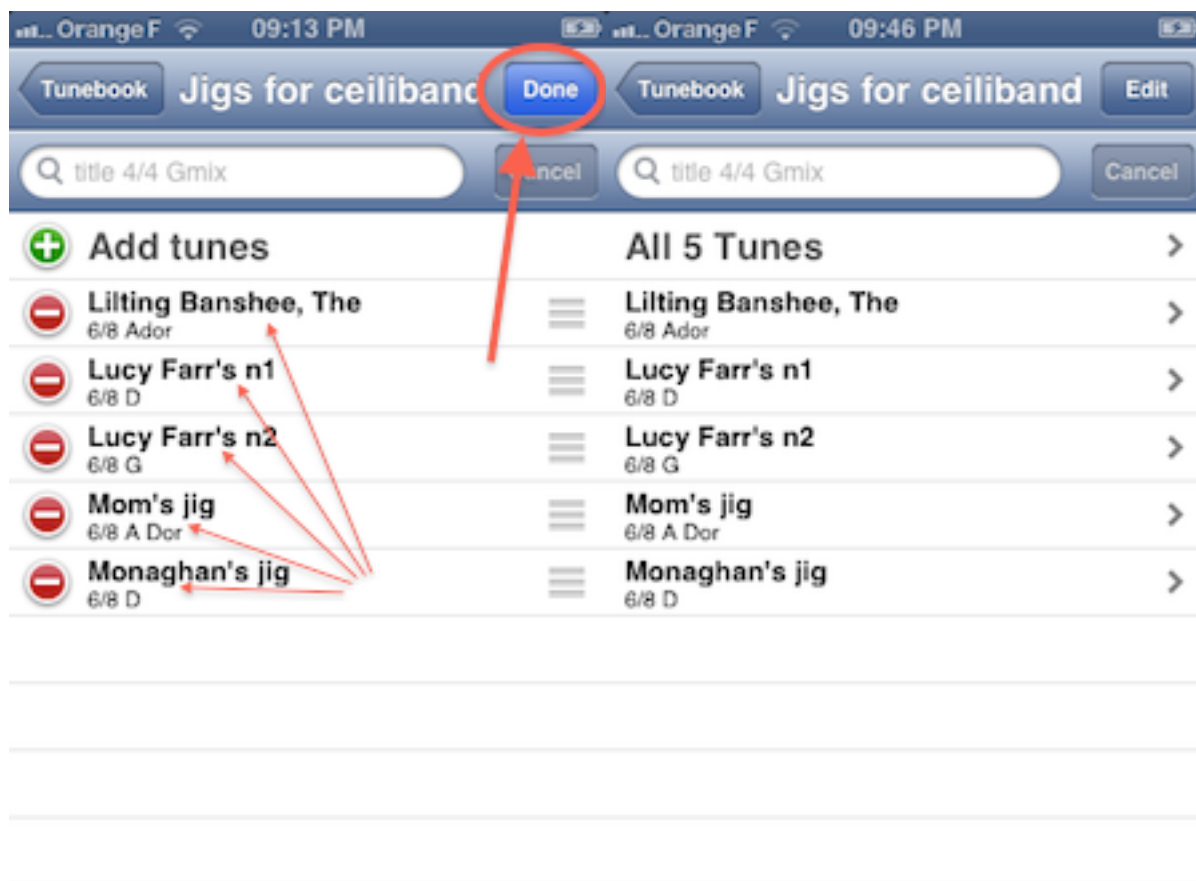 OrangeF 09:13 PM
Tunebook Jigs for ceiliband Done
title 4/4 Gmix
Add tunes
Lilting Banshee, The
6/8 Ador
Lucy Farr's n1
6/8 D
Lucy Farr's n2
6/8 G
Mom's jig
6/8 A Dor
Monaghan's jig
6/8 D
OrangeF 09:46 PM
Tunebook Jigs for ceiliband Edit
title 4/4 Gmix Cancel
All 5 Tunes
Lilting Banshee, The
6/8 Ador
Lucy Farr's n1
6/8 D
Lucy Farr's n2
6/8 G
Mom's jig
6/8 A Dor
Monaghan's jig
6/8 D